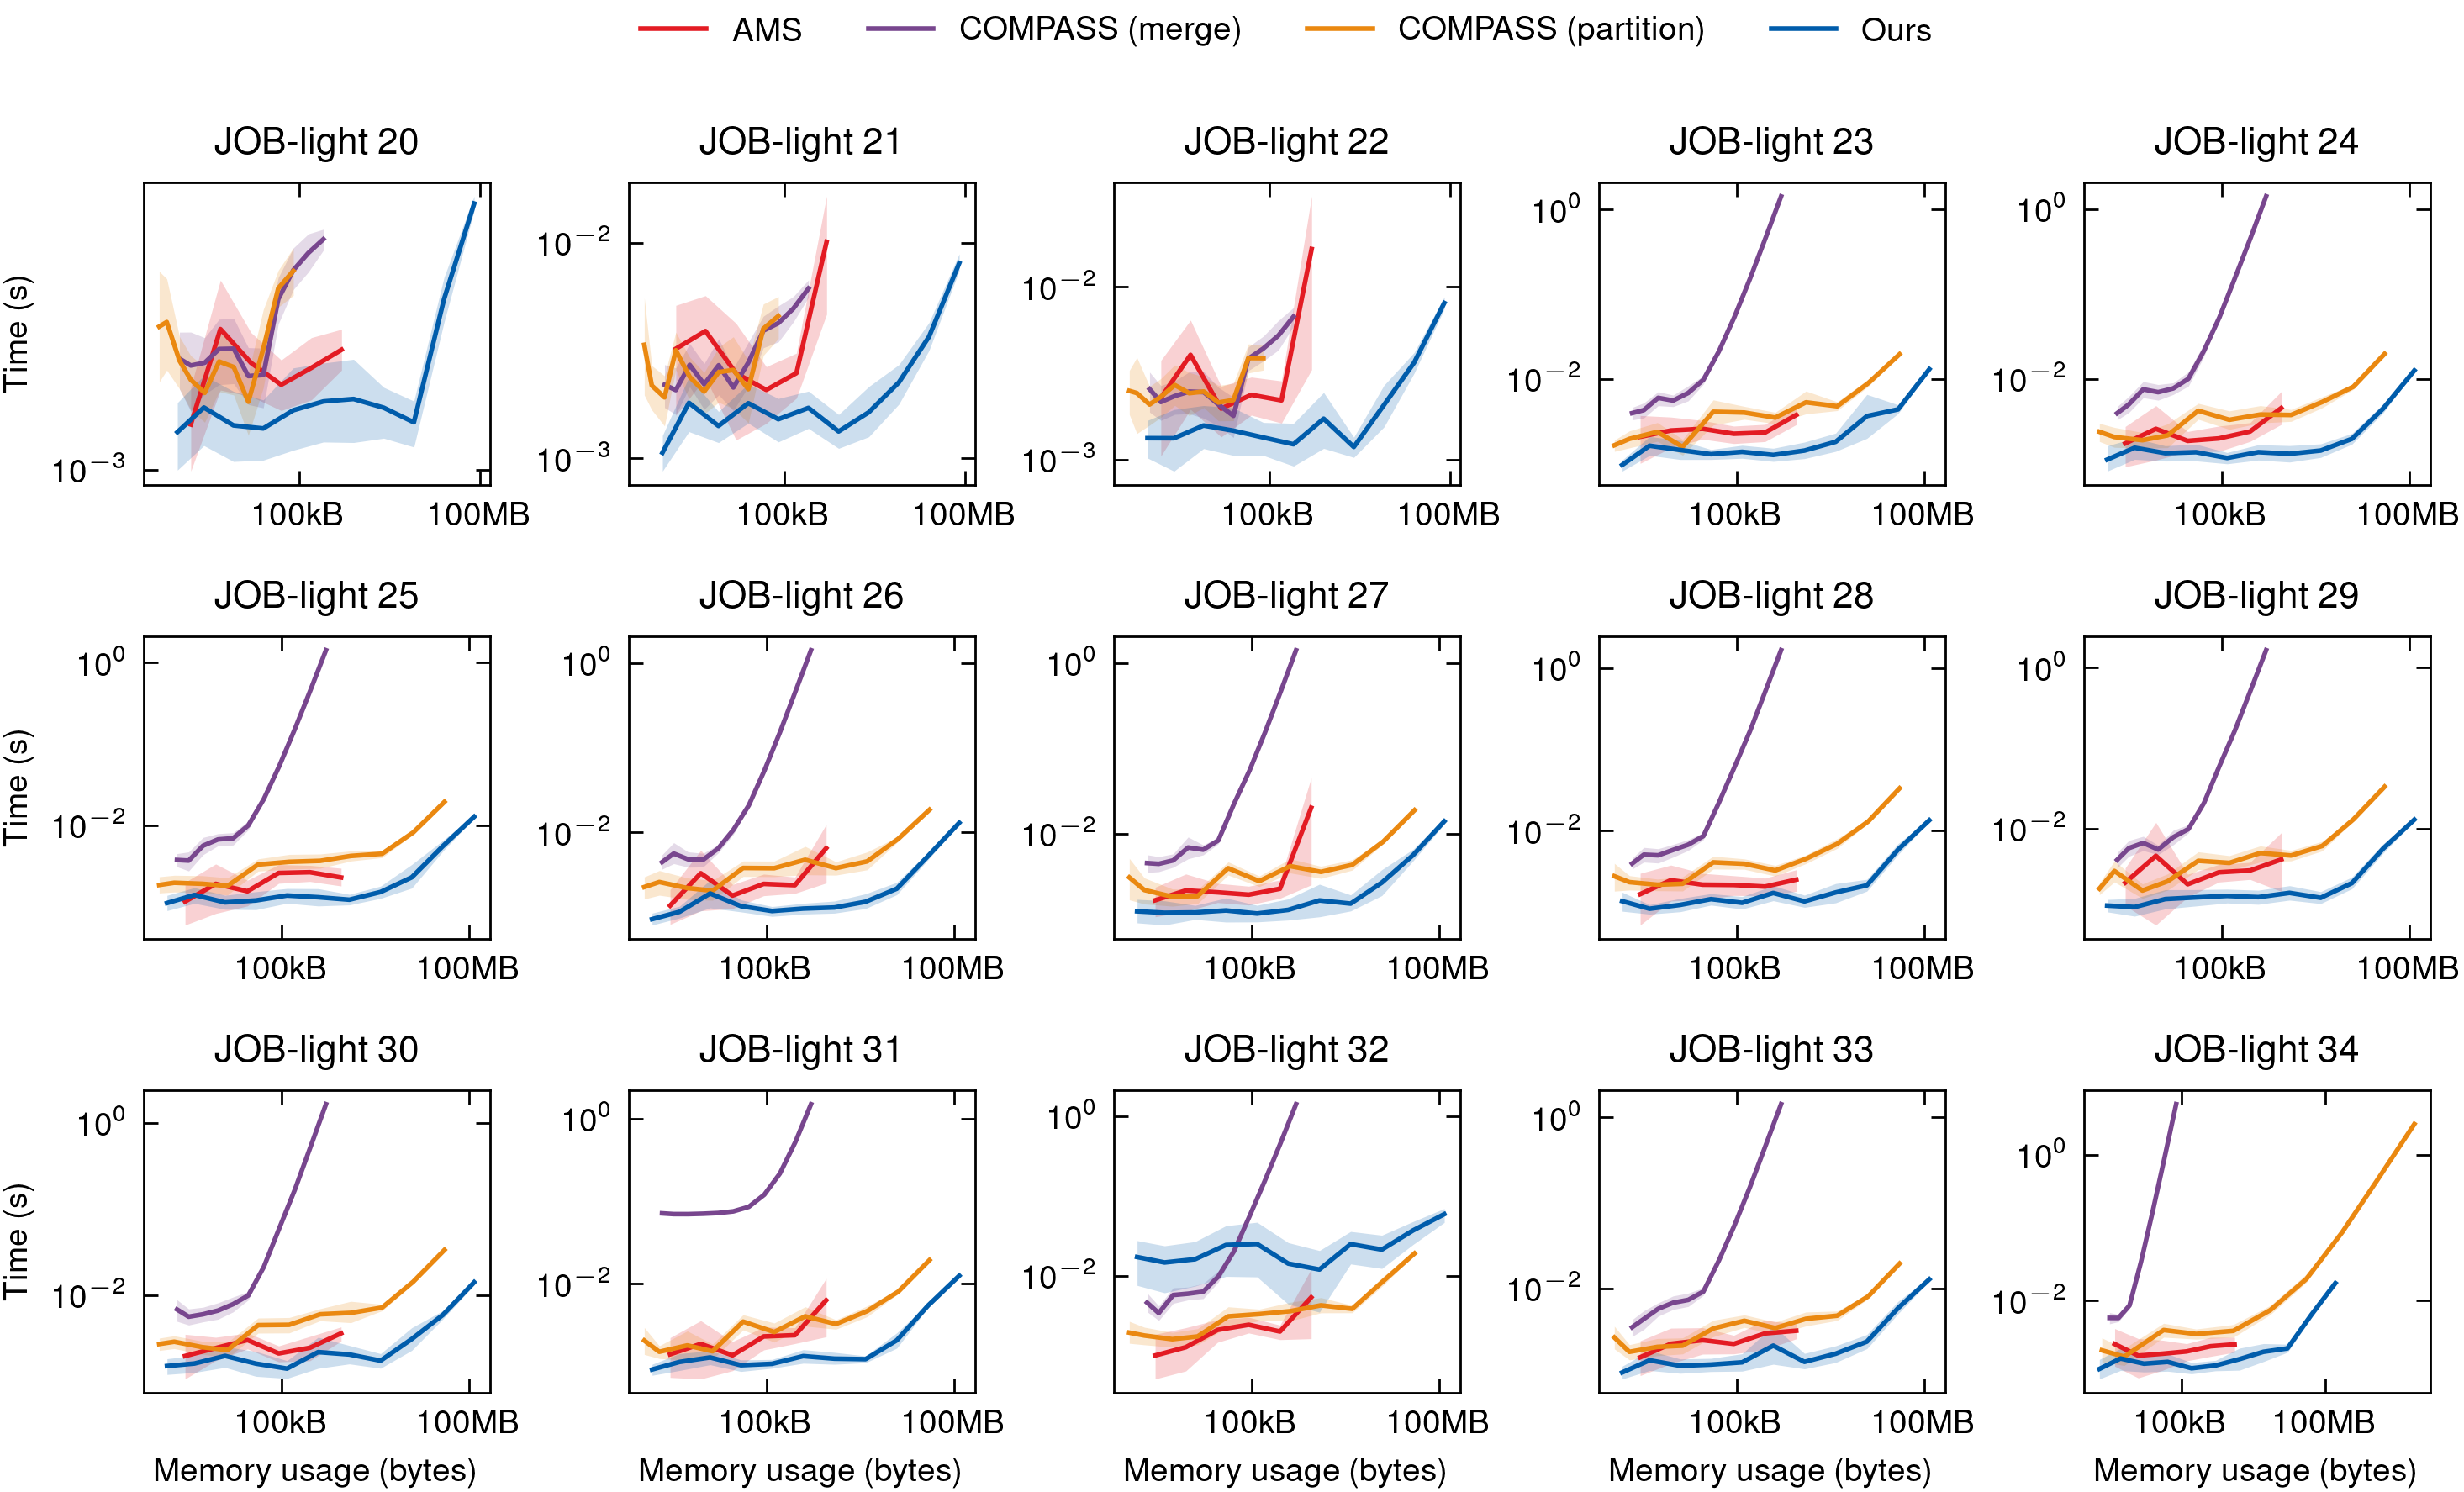 AMS COMPASS (merge) COMPASS (partition) Ours
JOB-light 20 JOB-light 21 JOB-light 22 JOB-light 23 JOB-light 24
Time (s)
10⁻³
100kB 100MB
10⁻²
10⁻³
100kB 100MB
10⁻²
10⁻³
100kB 100MB
10⁰
10⁻²
100kB 100MB
10⁰
10⁻²
100kB 100MB
JOB-light 25 JOB-light 26 JOB-light 27 JOB-light 28 JOB-light 29
Time (s)
10⁰
10⁻²
100kB 100MB
10⁰
10⁻²
100kB 100MB
10⁰
10⁻²
100kB 100MB
10⁰
10⁻²
100kB 100MB
10⁰
10⁻²
100kB 100MB
JOB-light 30 JOB-light 31 JOB-light 32 JOB-light 33 JOB-light 34
Time (s)
10⁰
10⁻²
100kB 100MB
10⁰
10⁻²
100kB 100MB
10⁰
10⁻²
100kB 100MB
10⁰
10⁻²
100kB 100MB
10⁰
10⁻²
100kB 100MB
Memory usage (bytes) Memory usage (bytes) Memory usage (bytes) Memory usage (bytes) Memory usage (bytes)